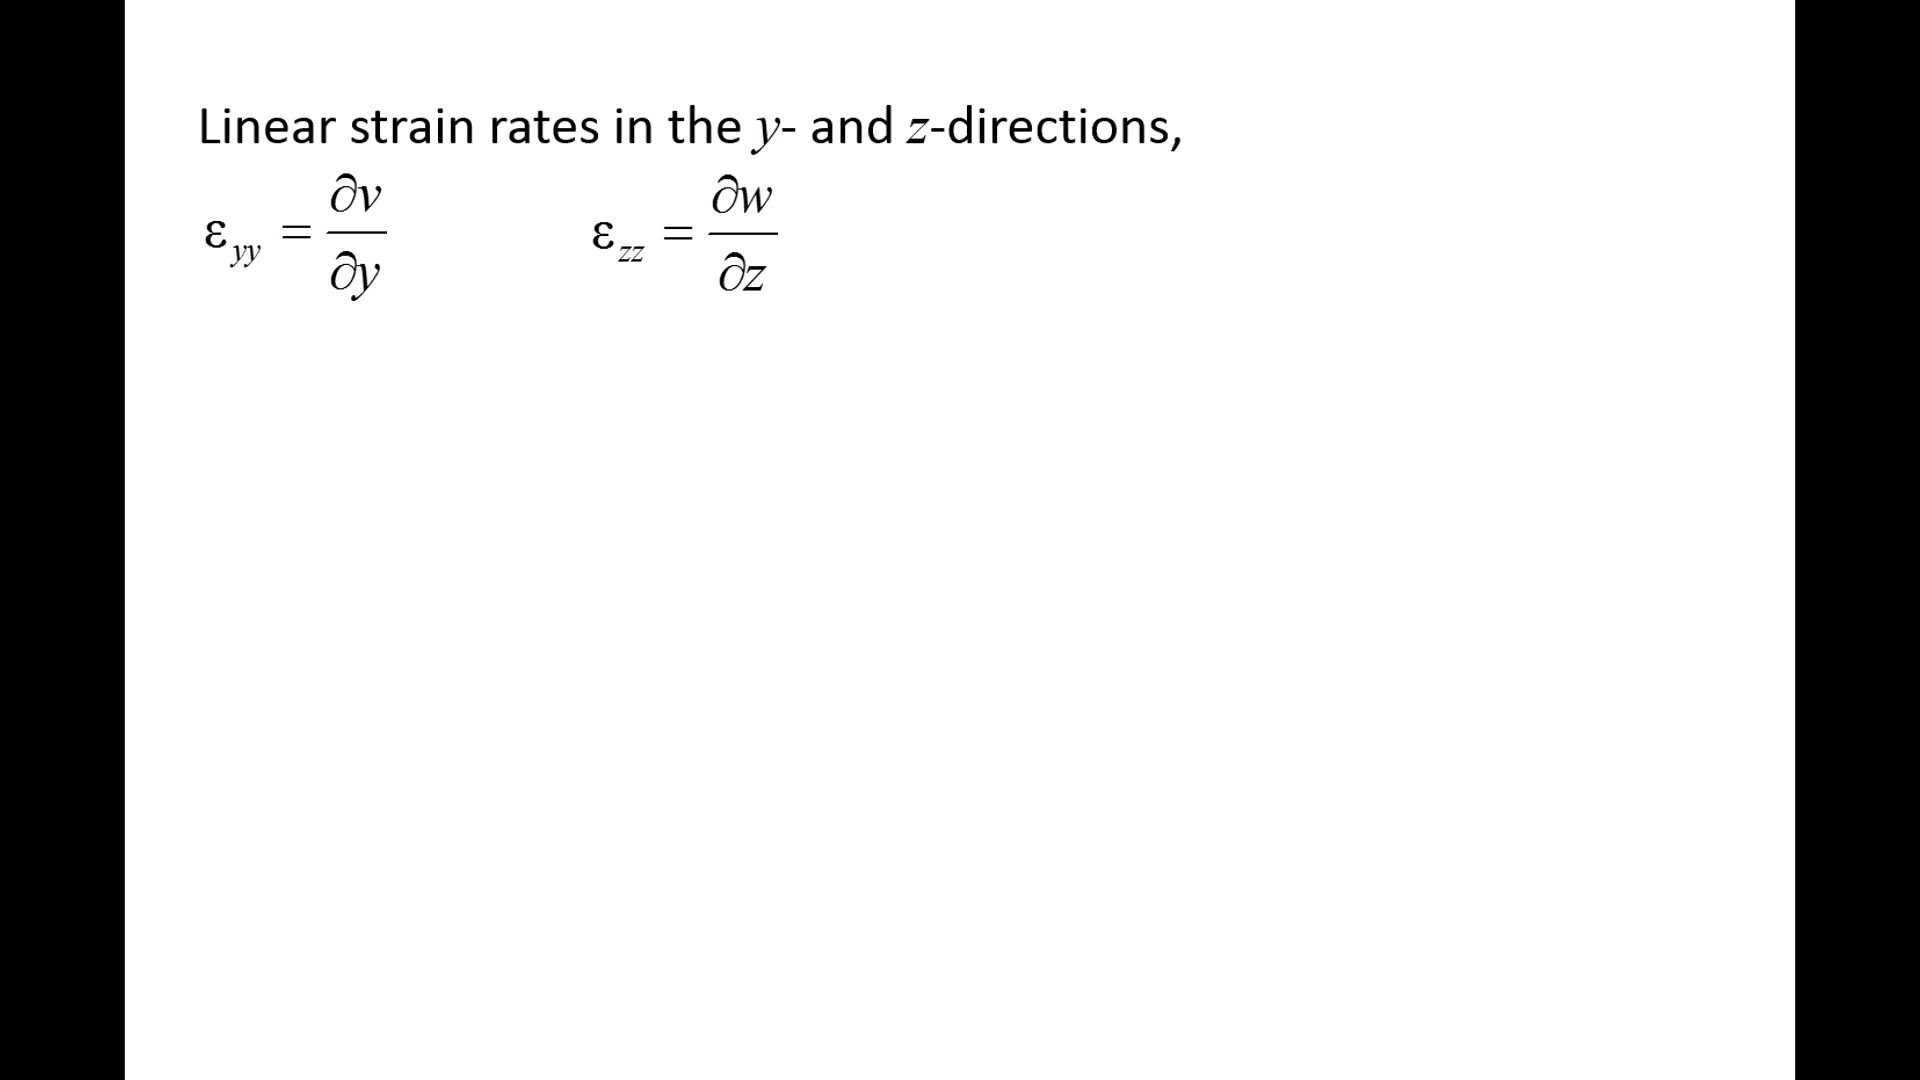 Linear strain rates in the y- and z-directions,
ε_yy = ∂v/∂y    ε_zz = ∂w/∂z